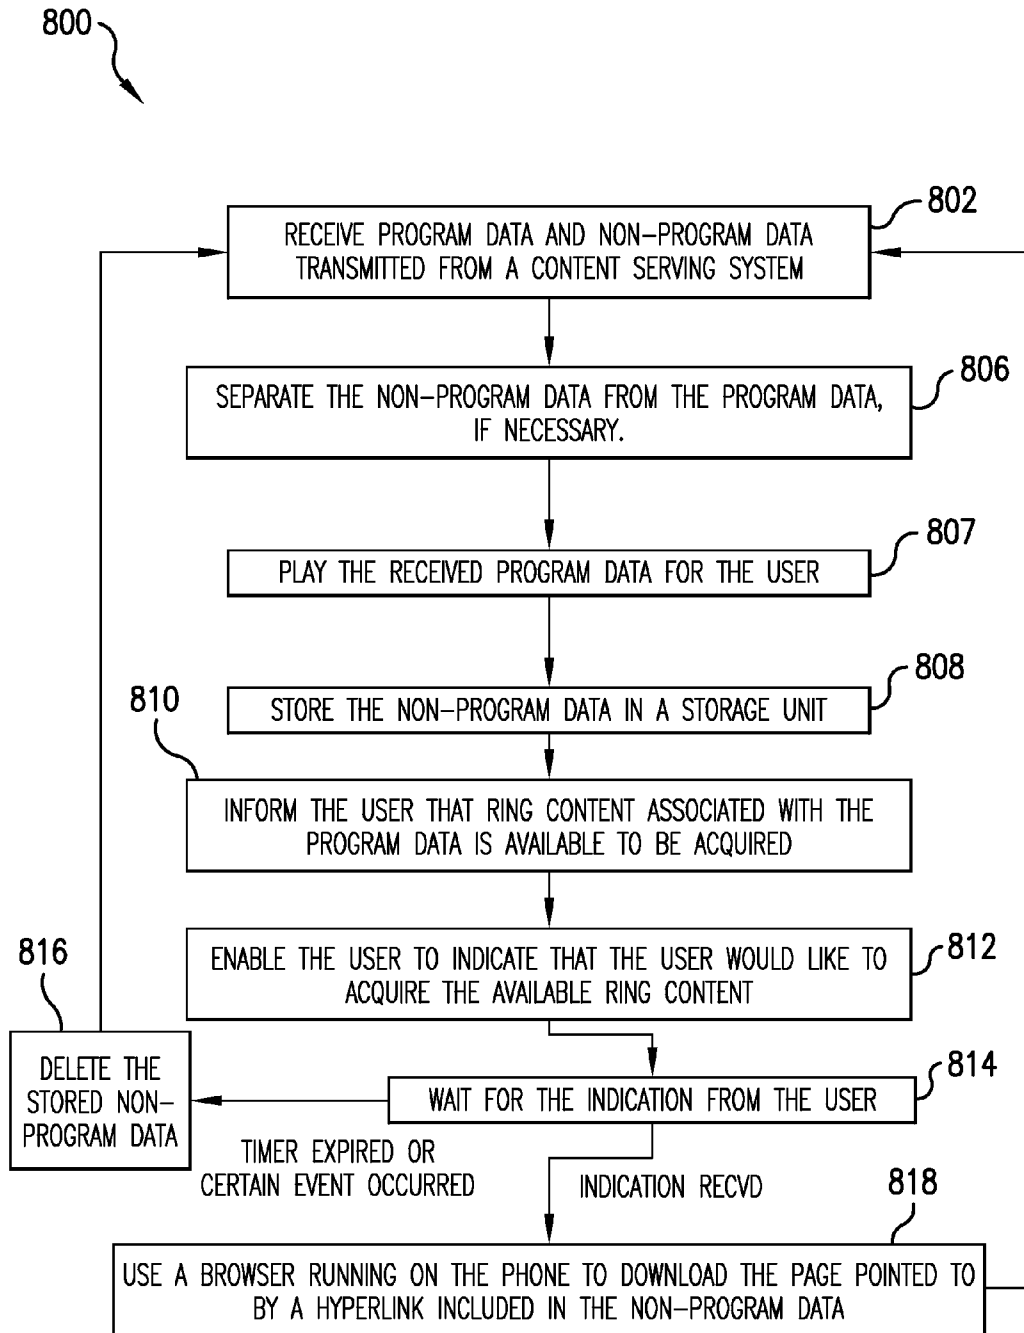 800
802
RECEIVE PROGRAM DATA AND NON-PROGRAM DATA
TRANSMITTED FROM A CONTENT SERVING SYSTEM
806
SEPARATE THE NON-PROGRAM DATA FROM THE PROGRAM DATA,
IF NECESSARY.
807
PLAY THE RECEIVED PROGRAM DATA FOR THE USER
808
STORE THE NON-PROGRAM DATA IN A STORAGE UNIT
810
INFORM THE USER THAT RING CONTENT ASSOCIATED WITH THE
PROGRAM DATA IS AVAILABLE TO BE ACQUIRED
812
ENABLE THE USER TO INDICATE THAT THE USER WOULD LIKE TO
ACQUIRE THE AVAILABLE RING CONTENT
814
WAIT FOR THE INDICATION FROM THE USER
816
DELETE THE
STORED NON-
PROGRAM DATA
TIMER EXPIRED OR
CERTAIN EVENT OCCURRED
INDICATION RECVD
818
USE A BROWSER RUNNING ON THE PHONE TO DOWNLOAD THE PAGE POINTED TO
BY A HYPERLINK INCLUDED IN THE NON-PROGRAM DATA